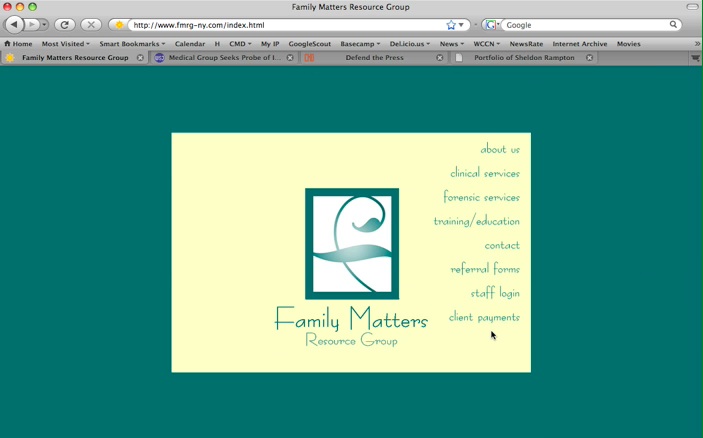 Family Matters Resource Group
http://www.fmrg-ny.com/index.html
Google
Home Most Visited Smart Bookmarks Calendar H CMD My IP GoogleScout Basecamp Del.icio.us News WCCN NewsRate Internet Archive Movies »
Family Matters Resource Group Medical Group Seeks Probe of I... Defend the Press Portfolio of Sheldon Rampton
about us
clinical services
forensic services
training/education
contact
referral forms
staff login
client payments
Family Matters
Resource Group